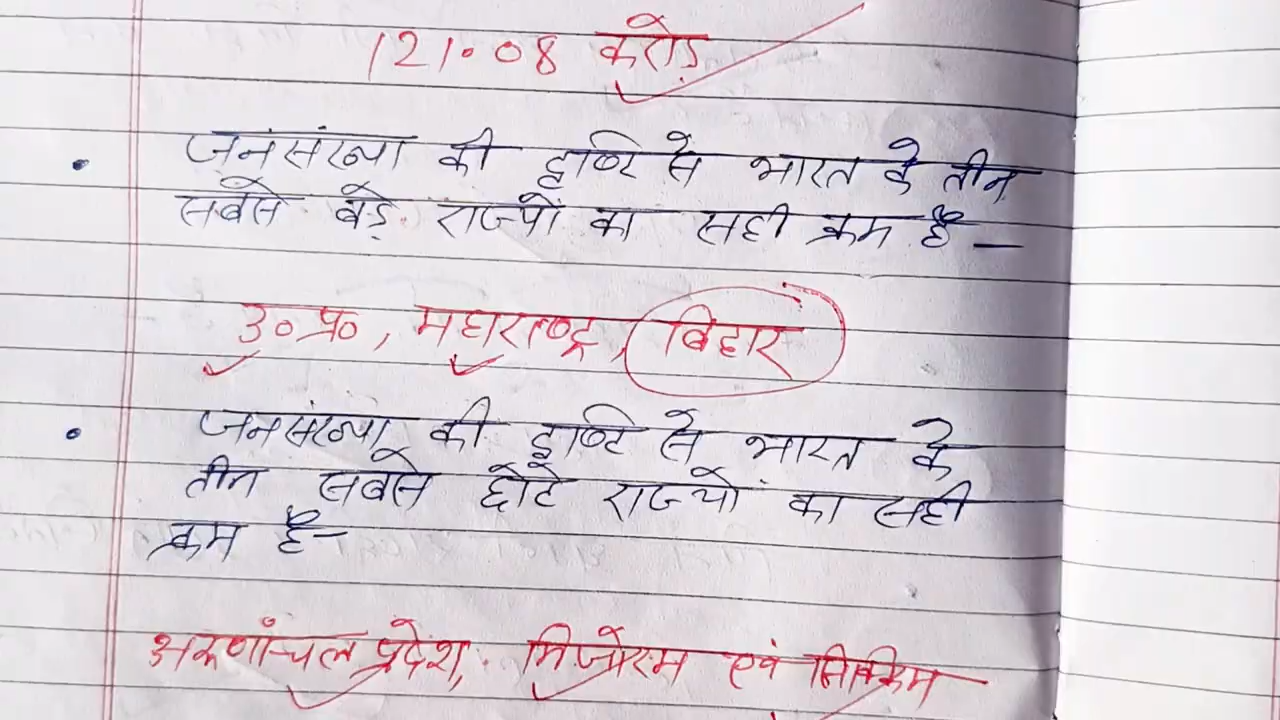 121.08 करोड़
जनसंख्या की दृष्टि से भारत के तीन
सबसे बड़े राज्यों का सही क्रम है -
उ० प्र०, महाराष्ट्र, बिहार
जनसंख्या की दृष्टि से भारत के
तीन सबसे छोटे राज्यों का सही
क्रम है-
अरुणांचल प्रदेश, मिजोरम एवं सिक्किम